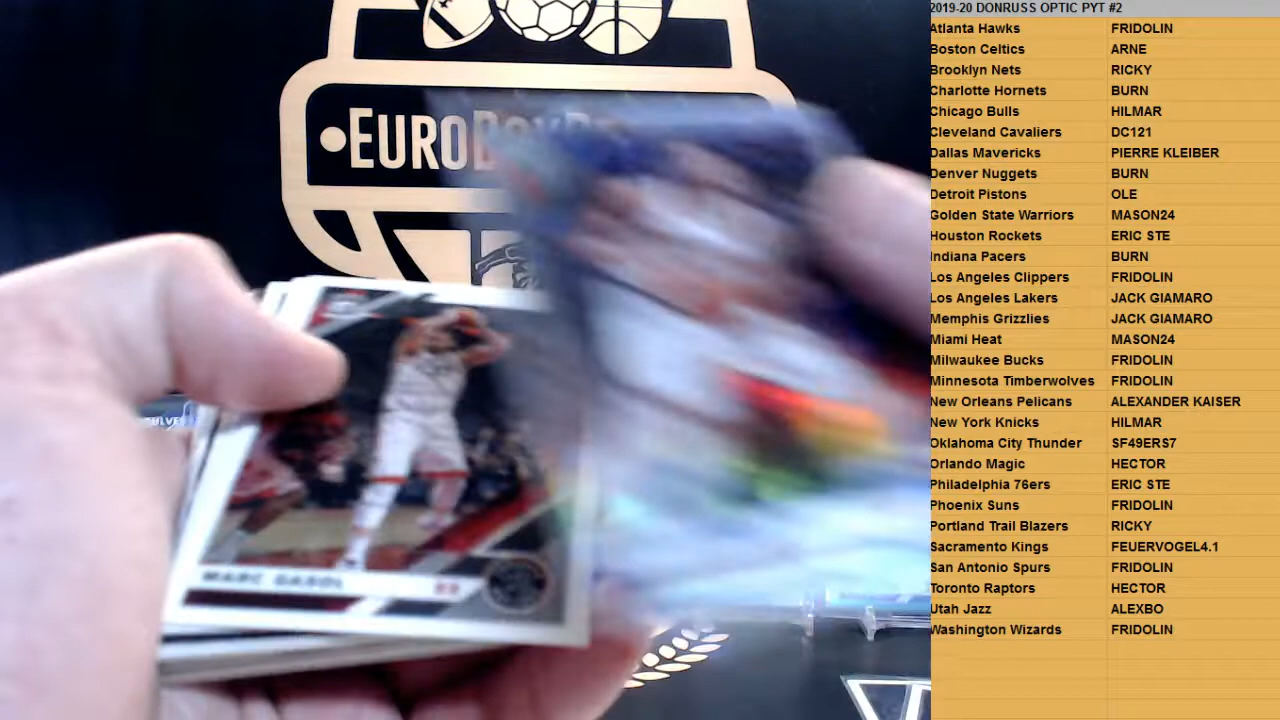 2019-20 DONRUSS OPTIC PYT #2
Atlanta Hawks FRIDOLIN
Boston Celtics ARNE
Brooklyn Nets RICKY
Charlotte Hornets BURN
Chicago Bulls HILMAR
Cleveland Cavaliers DC121
Dallas Mavericks PIERRE KLEIBER
Denver Nuggets BURN
Detroit Pistons OLE
Golden State Warriors MASON24
Houston Rockets ERIC STE
Indiana Pacers BURN
Los Angeles Clippers FRIDOLIN
Los Angeles Lakers JACK GIAMARO
Memphis Grizzlies JACK GIAMARO
Miami Heat MASON24
Milwaukee Bucks FRIDOLIN
Minnesota Timberwolves FRIDOLIN
New Orleans Pelicans ALEXANDER KAISER
New York Knicks HILMAR
Oklahoma City Thunder SF49ERS7
Orlando Magic HECTOR
Philadelphia 76ers ERIC STE
Phoenix Suns FRIDOLIN
Portland Trail Blazers RICKY
Sacramento Kings FEUERVOGEL4.1
San Antonio Spurs FRIDOLIN
Toronto Raptors HECTOR
Utah Jazz ALEXBO
Washington Wizards FRIDOLIN
MARC GASOL